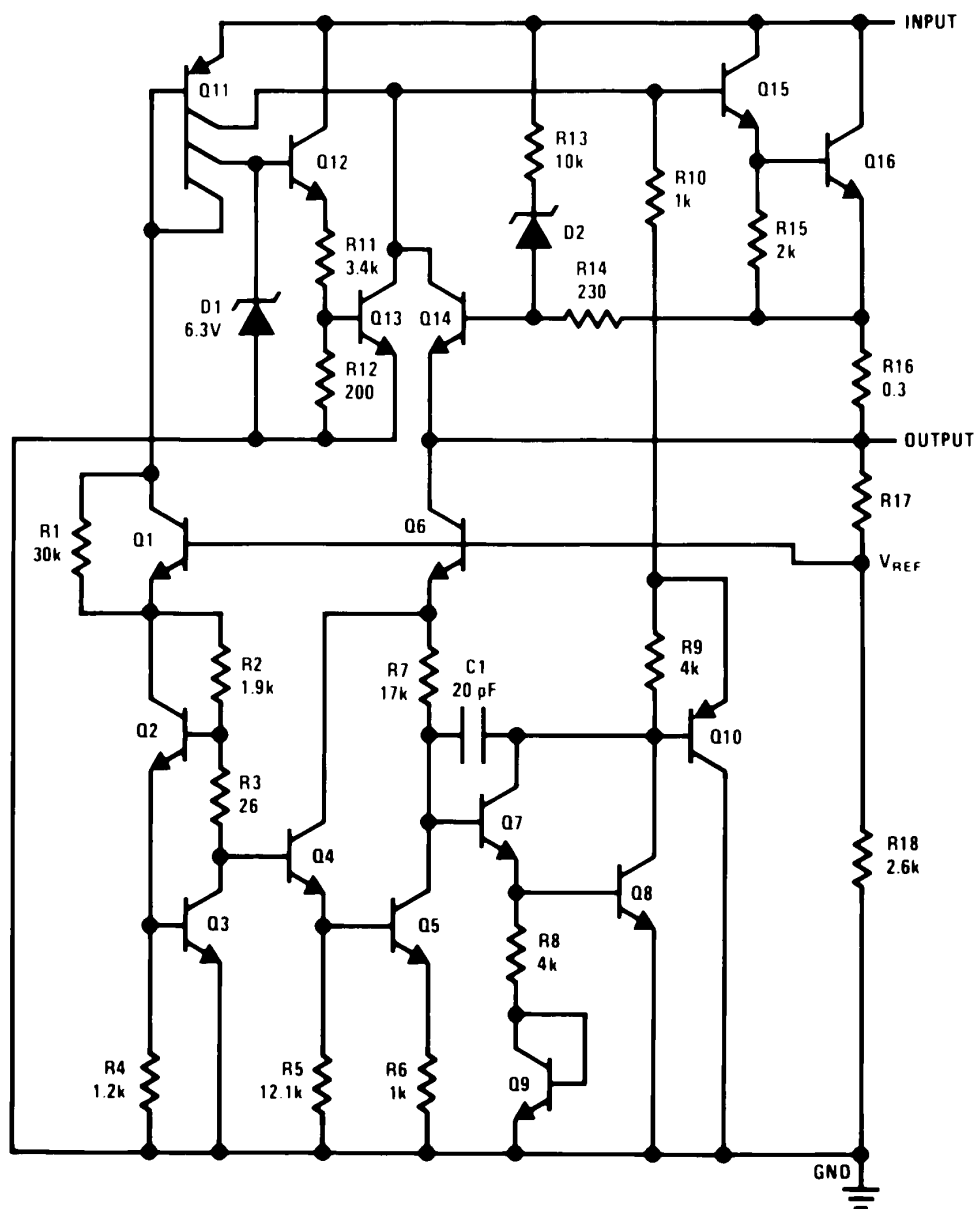 INPUT
Q11
Q12
Q15
R13
10k
Q16
R10
1k
D2
R15
2k
R11
3.4k
R14
230
D1
6.3V
Q13
Q14
R12
200
R16
0.3
OUTPUT
R17
Q6
R1
30k
Q1
VREF
R2
1.9k
R9
4k
R7
17k
C1
20 pF
Q2
Q10
R3
26
Q7
Q4
R18
2.6k
Q8
Q3
Q5
R8
4k
R4
1.2k
R5
12.1k
R6
1k
Q9
GND